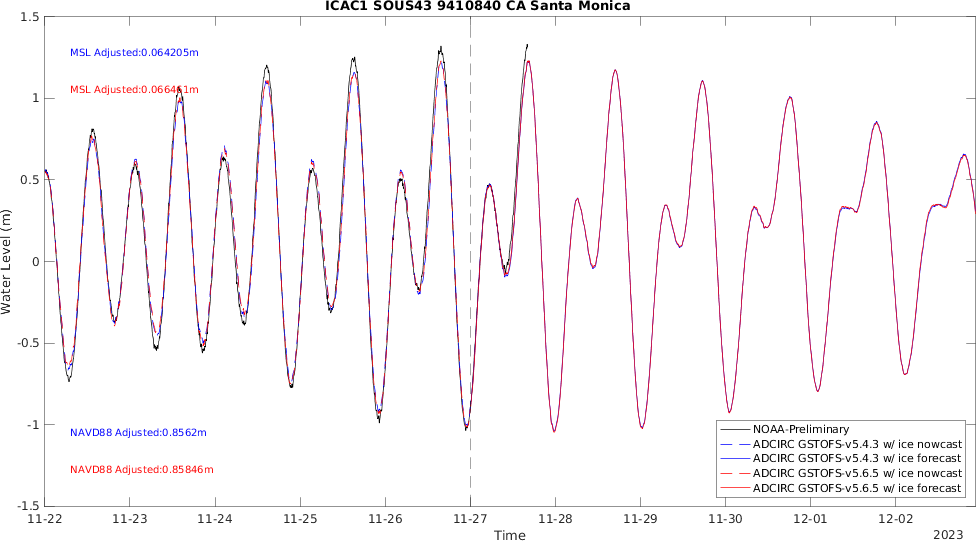 ICAC1 SOUS43 9410840 CA Santa Monica
1.5
1
0.5
0
-0.5
-1
-1.5
Water Level (m)
MSL Adjusted:0.064205m
NAVD88 Adjusted:0.8562m
NAVD88 Adjusted:0.85846m
NOAA-Preliminary
ADCIRC GSTOFS-v5.4.3 w/ ice nowcast
ADCIRC GSTOFS-v5.4.3 w/ ice forecast
ADCIRC GSTOFS-v5.6.5 w/ ice nowcast
ADCIRC GSTOFS-v5.6.5 w/ ice forecast
11-22 11-23 11-24 11-25 11-26 11-27 11-28 11-29 11-30 12-01 12-02
Time
2023
MSL